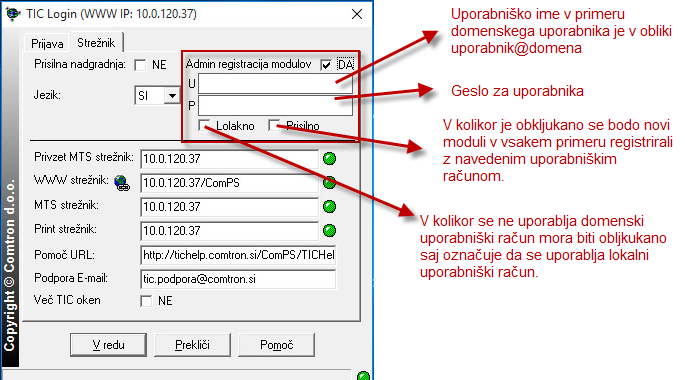 TIC Login (WWW IP: 10.0.120.37)
Prijava
Strežnik
Prisilna nadgradnja:
NE
Admin registracija modulov
DA
Jezik:
SI
U
P
Lolakno
Prisilno
Privzet MTS strežnik:
10.0.120.37
WWW strežnik:
10.0.120.37/ComPS
MTS strežnik:
10.0.120.37
Print strežnik:
10.0.120.37
Pomoč URL:
http://tichelp.comtron.si/ComPS/TICHel
Podpora E-mail:
tic.podpora@comtron.si
Več TIC oken
NE
V redu
Prekliči
Pomoč
Copyright © Comtron d.o.o.
Uporabniško ime v primeru
domenskega uporabnika je v obliki
uporabnik@domena
Geslo za uporabnika
V kolikor je obkljukano se bodo novi
moduli v vsakem primeru registrirali
z navedenim uporabniškim
računom.
V kolikor se ne uporablja domenski
uporabniški račun mora biti obljkukano
saj označuje da se uporablja lokalni
uporabniški račun.